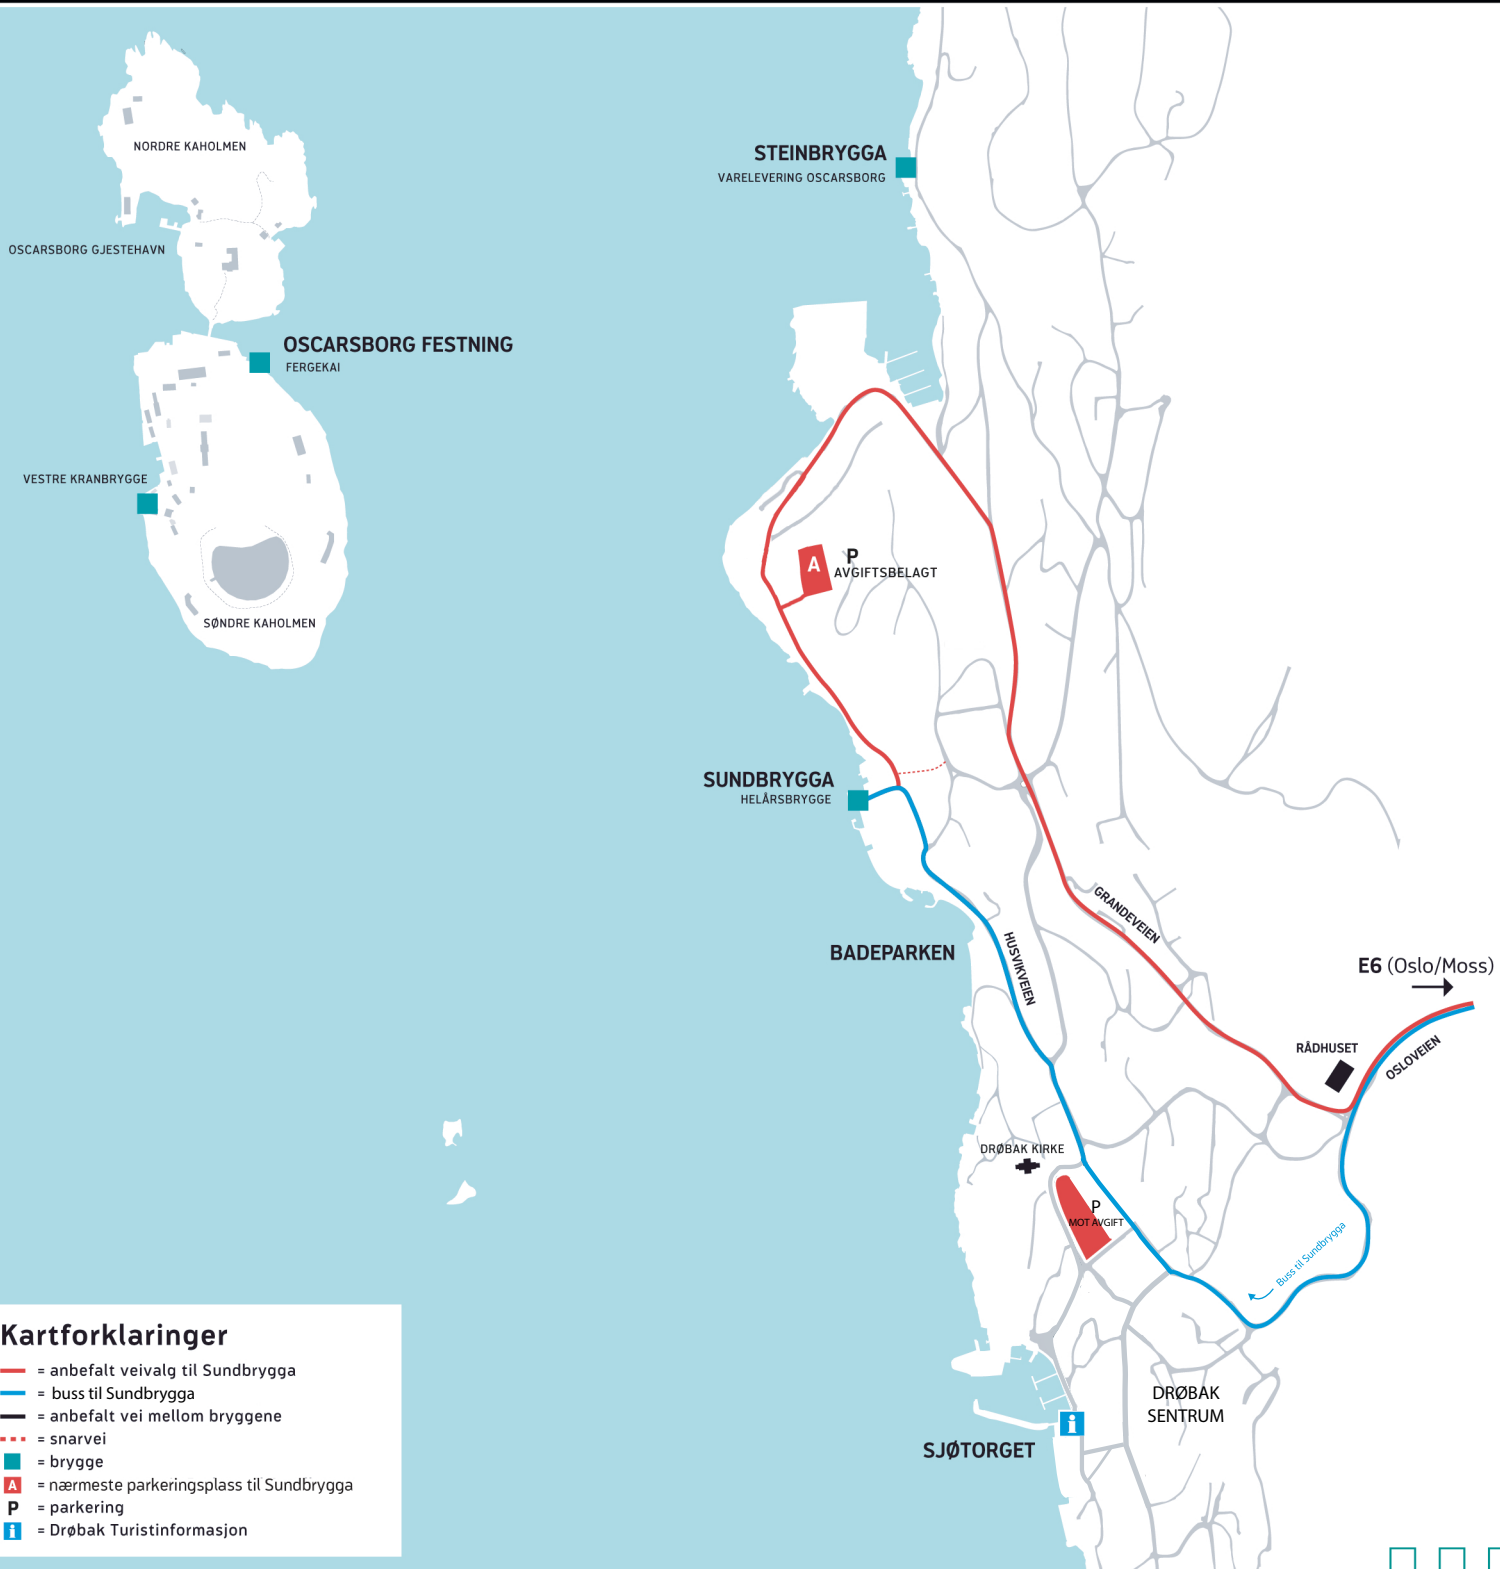 NORDRE KAHOLMEN
STEINBRYGGA
VARELEVERING OSCARSBORG
OSCARSBORG GJESTEHAVN
OSCARSBORG FESTNING
FERGEKAI
VESTRE KRANBRYGGE
SØNDRE KAHOLMEN
P
A
AVGIFTSBELAGT
SUNDBRYGGA
HELÅRSBRYGGE
GRANDEVEIEN
HUSVIKVEIEN
BADEPARKEN
E6 (Oslo/Moss)
RÅDHUSET
OSLOVEIEN
DRØBAK KIRKE
P
MOT AVGIFT
Buss til Sundbrygga
DRØBAK
SENTRUM
i
SJØTORGET
Kartforklaringer
= anbefalt veivalg til Sundbrygga
= buss til Sundbrygga
= anbefalt vei mellom bryggene
= snarvei
= brygge
A = nærmeste parkeringsplass til Sundbrygga
P = parkering
i = Drøbak Turistinformasjon